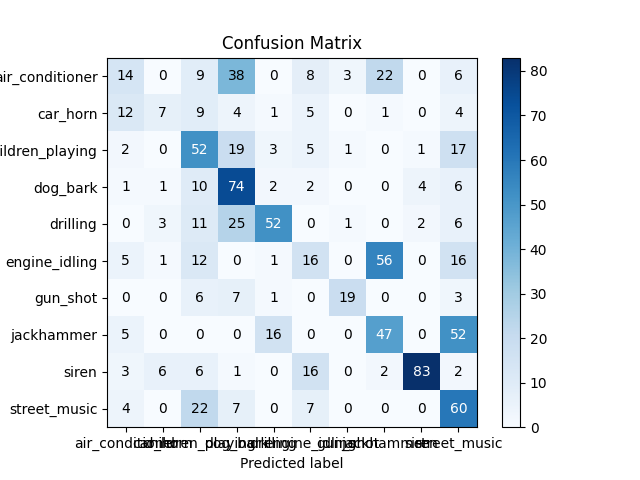 Confusion Matrix
air_conditioner 14 0 9 38 0 8 3 22 0 6
car_horn 12 7 9 4 1 5 0 1 0 4
ildren_playing 2 0 52 19 3 5 1 0 1 17
dog_bark 1 1 10 74 2 2 0 0 4 6
drilling 0 3 11 25 52 0 1 0 2 6
engine_idling 5 1 12 0 1 16 0 56 0 16
gun_shot 0 0 6 7 1 0 19 0 0 3
jackhammer 5 0 0 0 16 0 0 47 0 52
siren 3 6 6 1 0 16 0 2 83 2
street_music 4 0 22 7 0 7 0 0 0 60
80
70
60
50
40
30
20
10
0
street_music
Predicted label